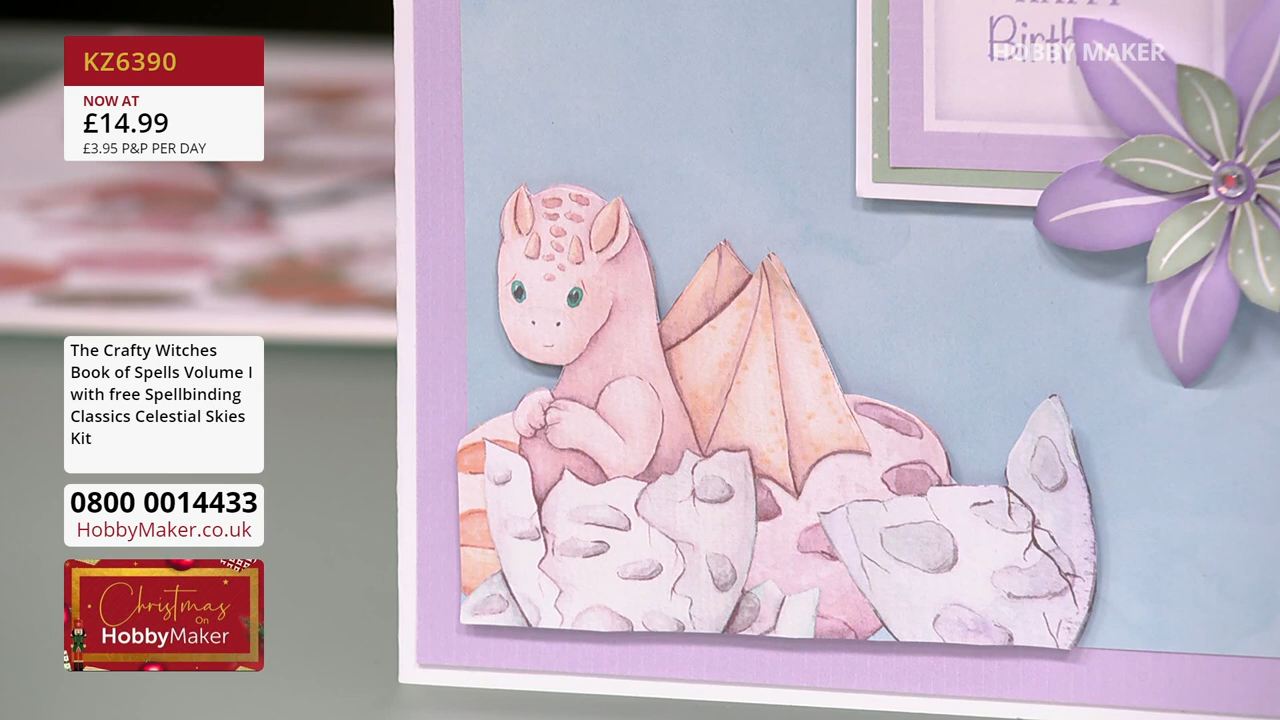 KZ6390
NOW AT
£14.99
£3.95 P&P PER DAY
The Crafty Witches
Book of Spells Volume I
with free Spellbinding
Classics Celestial Skies
Kit
0800 0014433
HobbyMaker.co.uk
Christmas
On
HobbyMaker
HOBBY MAKER